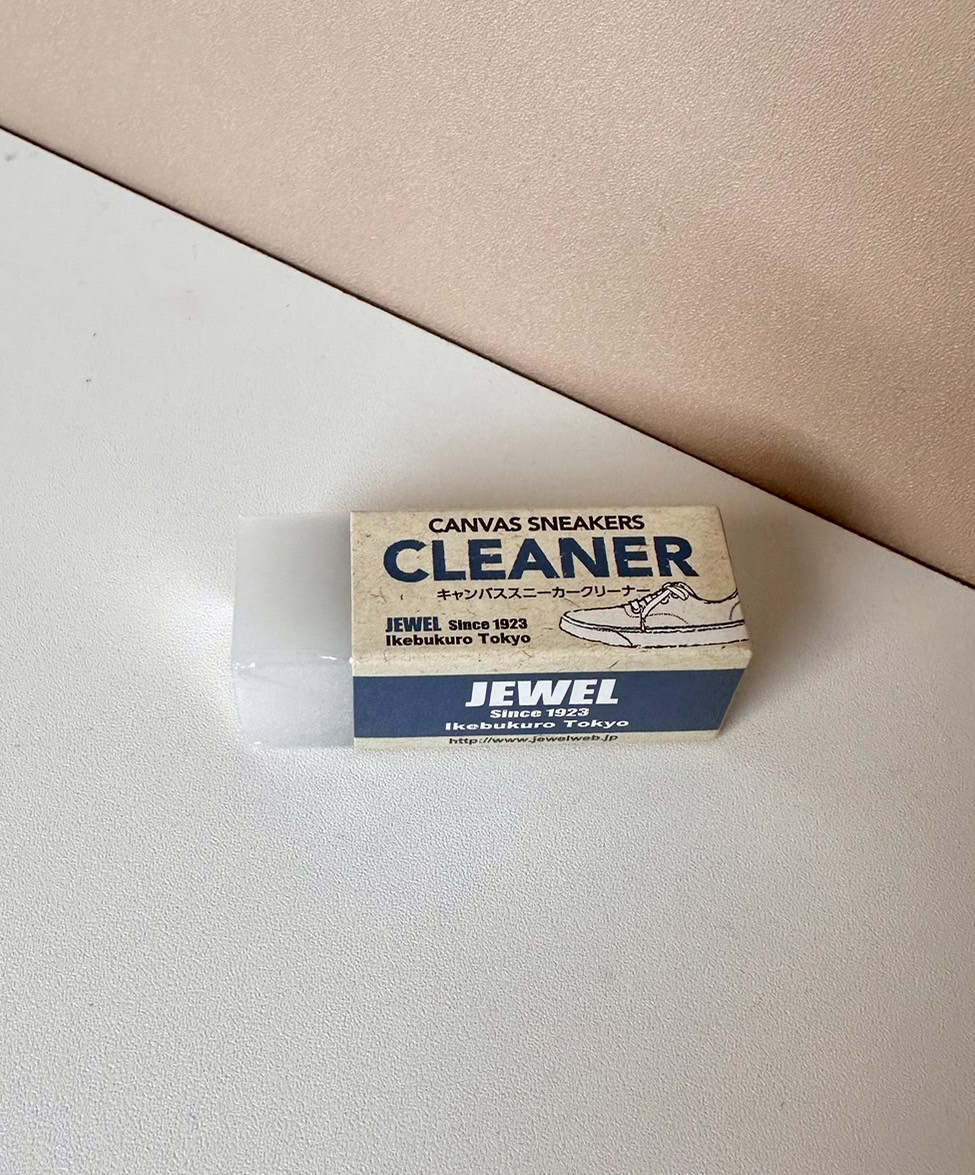 CANVAS SNEAKERS
CLEANER
キャンバススニーカークリーナー
JEWEL Since 1923
Ikebukuro Tokyo
JEWEL
Since 1923
Ikebukuro Tokyo
http://www.jewelweb.jp